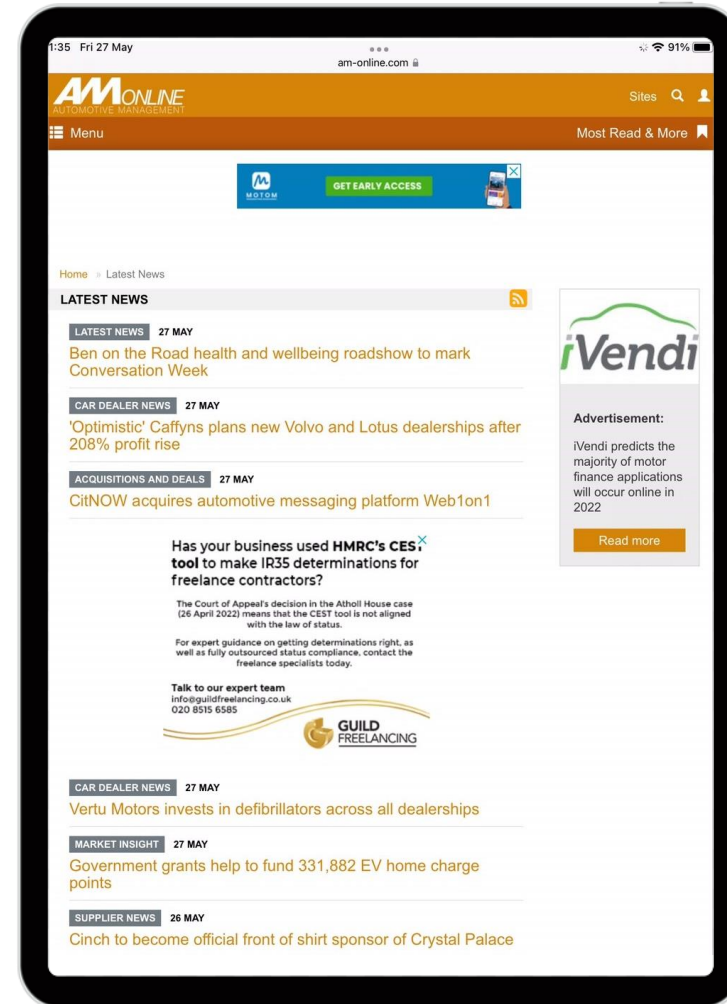 1:35 Fri 27 May
91%
am-online.com
AM ONLINE
AUTOMOTIVE MANAGEMENT
Sites
Menu
Most Read & More
MOTOM
GET EARLY ACCESS
Home » Latest News
LATEST NEWS
LATEST NEWS 27 MAY
Ben on the Road health and wellbeing roadshow to mark
Conversation Week
CAR DEALER NEWS 27 MAY
'Optimistic' Caffyns plans new Volvo and Lotus dealerships after
208% profit rise
ACQUISITIONS AND DEALS 27 MAY
CitNOW acquires automotive messaging platform Web1on1
iVendi
Advertisement:
iVendi predicts the
majority of motor
finance applications
will occur online in
2022
Read more
Has your business used HMRC's CEST
tool to make IR35 determinations for
freelance contractors?
The Court of Appeal's decision in the Atholl House case
(26 April 2022) means that the CEST tool is not aligned
with the law of status.
For expert guidance on getting determinations right, as
well as fully outsourced status compliance, contact the
freelance specialists today.
Talk to our expert team
info@guildfreelancing.co.uk
020 8515 6585
GUILD
FREELANCING
CAR DEALER NEWS 27 MAY
Vertu Motors invests in defibrillators across all dealerships
MARKET INSIGHT 27 MAY
Government grants help to fund 331,882 EV home charge
points
SUPPLIER NEWS 26 MAY
Cinch to become official front of shirt sponsor of Crystal Palace